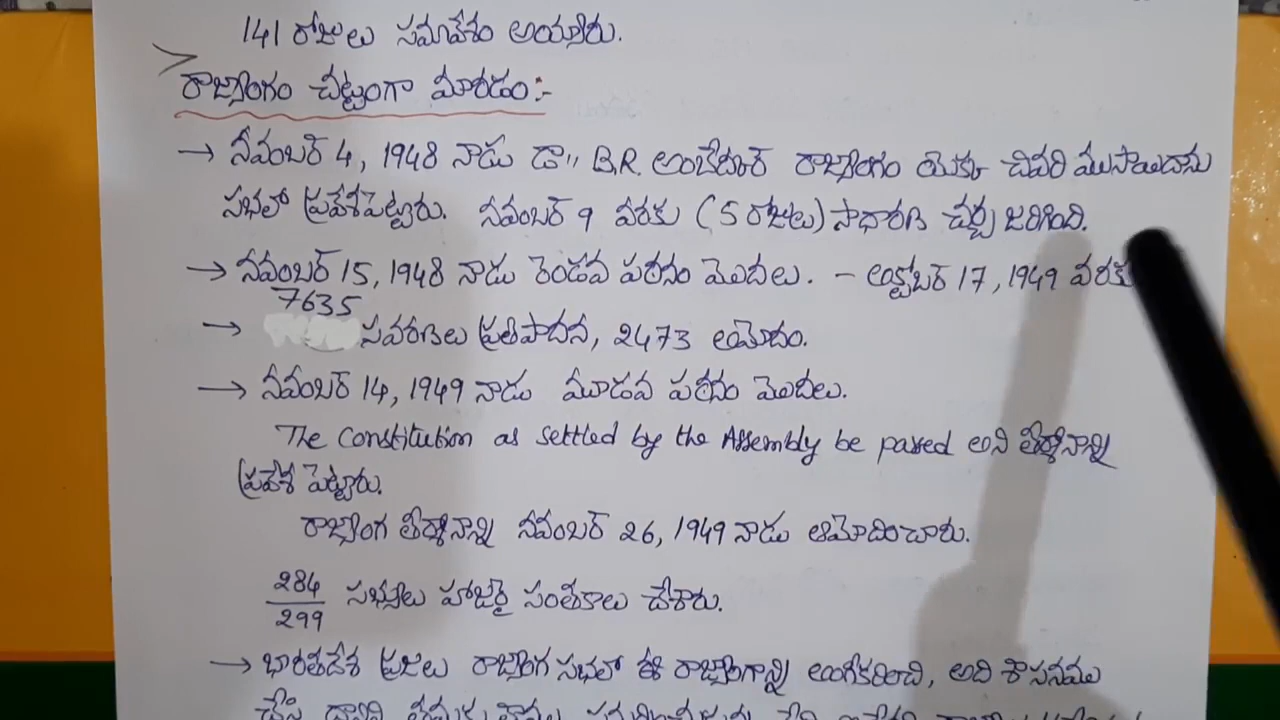 141 రోజులు సమావేశం అయ్యారు.
రాజ్యాంగం చట్టంగా మారడం:-
→ నవంబర్ 4, 1948 నాడు డా,, B.R. అంబేద్కర్ రాజ్యాంగం యొక్క చివరి ముసాయిదాను
సభలో ప్రవేశపెట్టారు. నవంబర్ 9 వరకు (5 రోజులు) సాధారణ చర్చ జరిగింది.
→ నవంబర్ 15, 1948 నాడు రెండవ పఠనం మొదలు. – అక్టోబర్ 17, 1949 వరకు
7635
→ సవరణలు ప్రతిపాదన, 2473 ఆమోదం.
→ నవంబర్ 14, 1949 నాడు మూడవ పఠనం మొదలు.
The Constitution as settled by the Assembly be passed అని తీర్మానాన్ని
ప్రవేశ పెట్టారు.
రాజ్యాంగ తీర్మానాన్ని నవంబర్ 26, 1949 నాడు ఆమోదించారు.
284
299 సభ్యులు హాజరై సంతకాలు చేశారు.
→ భారతదేశ ప్రజలు రాజ్యాంగ సభలో ఈ రాజ్యాంగాన్ని అంగీకరించి, అది శాసనము